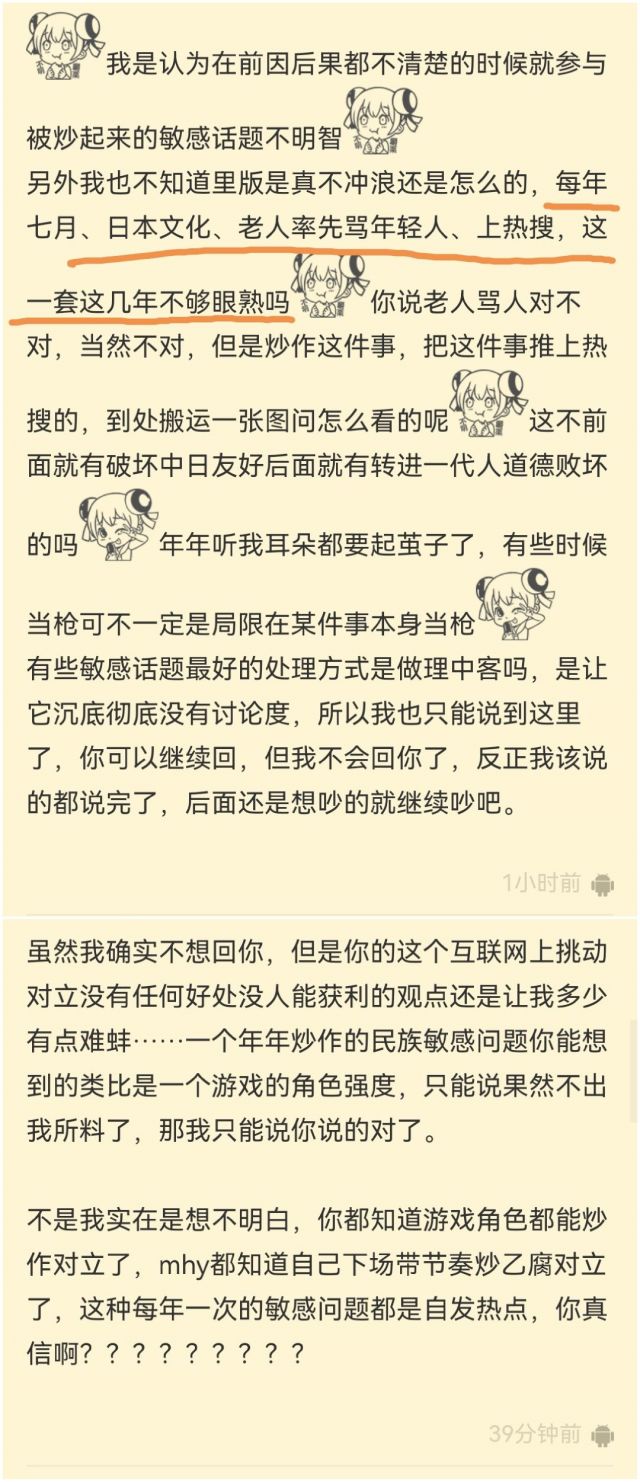 我是认为在前因后果都不清楚的时候就参与
被炒起来的敏感话题不明智
另外我也不知道里版是真不冲浪还是怎么的，每年
七月、日本文化、老人率先骂年轻人、上热搜，这
一套这几年不够眼熟吗 你说老人骂人对不
对，当然不对，但是炒作这件事，把这件事推上热
搜的，到处搬运一张图问怎么看的呢 这不前
面就有破坏中日友好后面就有转进一代人道德败坏
的吗 年年听我耳朵都要起茧子了，有些时候
当枪可不一定是局限在某件事本身当枪
有些敏感话题最好的处理方式是做理中客吗，是让
它沉底彻底没有讨论度，所以我也只能说到这里
了，你可以继续回，但我不会回你了，反正我该说
的都说完了，后面还是想吵的就继续吵吧。
1小时前
虽然我确实不想回你，但是你的这个互联网上挑动
对立没有任何好处没人能获利的观点还是让我多少
有点难蚌……一个年年炒作的民族敏感问题你能想
到的类比是一个游戏的角色强度，只能说果然不出
我所料了，那我只能说你说的对了。
不是我实在是想不明白，你都知道游戏角色都能炒
作对立了，mhy都知道自己下场带节奏炒乙腐对立
了，这种每年一次的敏感问题都是自发热点，你真
信啊？？？？？？？？？
39分钟前